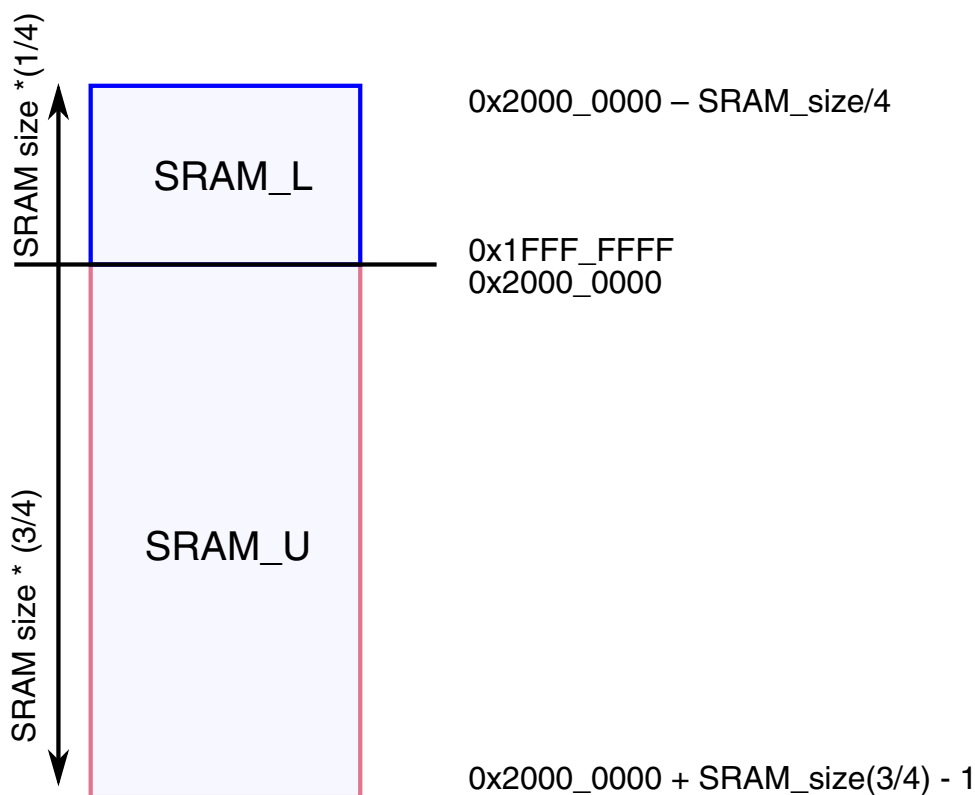 SRAM size *(1/4)
0x2000_0000 – SRAM_size/4
SRAM_L
0x1FFF_FFFF
0x2000_0000
SRAM size * (3/4)
SRAM_U
0x2000_0000 + SRAM_size(3/4) - 1